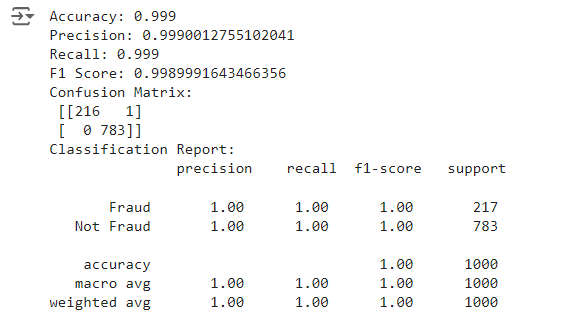 Accuracy: 0.999
Precision: 0.9990012755102041
Recall: 0.999
F1 Score: 0.9989991643466356
Confusion Matrix:
[[216   1]
[  0 783]]
Classification Report:
precision    recall  f1-score   support
Fraud       1.00      1.00      1.00       217
Not Fraud       1.00      1.00      1.00       783
accuracy                           1.00      1000
macro avg       1.00      1.00      1.00      1000
weighted avg       1.00      1.00      1.00      1000